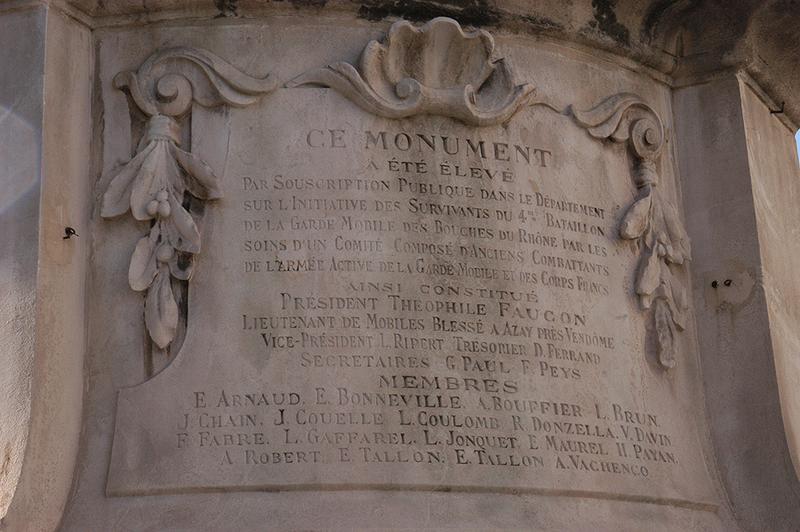 CE MONUMENT
A ÉTÉ ÉLEVÉ
PAR SOUSCRIPTION PUBLIQUE DANS LE DÉPARTEMENT
SUR L'INITIATIVE DES SURVIVANTS DU 4me BATAILLON
DE LA GARDE MOBILE DES BOUCHES DU RHÔNE PAR LES
SOINS D'UN COMITÉ COMPOSÉ D'ANCIENS COMBATTANTS
DE L'ARMÉE ACTIVE DE LA GARDE MOBILE ET DES CORPS FRANCS
AINSI CONSTITUÉ
PRÉSIDENT THÉOPHILE FAUCON
LIEUTENANT DE MOBILES BLESSÉ A AZAY PRÈS VENDÔME
VICE-PRÉSIDENT L. RIPERT TRÉSORIER D. FERRAND
SECRETAIRES G. PAUL F. PEYS
MEMBRES
E. ARNAUD. E. BONNEVILLE. A. BOUFFIER L. BRUN.
J. CHAIN. J. COUELLE L. COULOMB R. DONZELLA. V. DAVIN
F. FABRE. L. GAFFAREL. L. JONQUET. E. MAUREL H. PAYAN.
A. ROBERT. E. TALLON. E. TALLON A. VACHENCO.